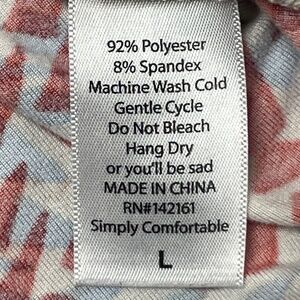 92% Polyester
8% Spandex
Machine Wash Cold
Gentle Cycle
Do Not Bleach
Hang Dry
or you'll be sad
MADE IN CHINA
RN#142161
Simply Comfortable
L